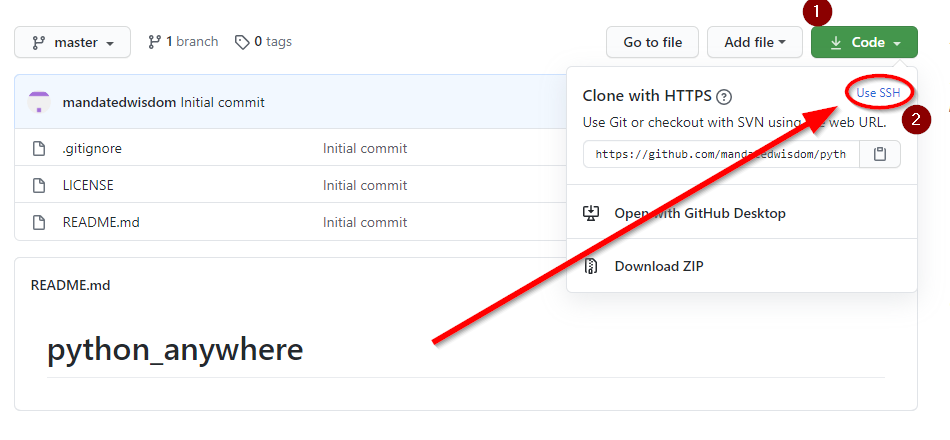 1
master 1 branch 0 tags Go to file Add file Code
mandatedwisdom Initial commit
Clone with HTTPS ? Use SSH
2
Use Git or checkout with SVN using web URL.
.gitignore Initial commit
https://github.com/mandatedwisdom/pyth
LICENSE Initial commit
README.md Initial commit
Open with GitHub Desktop
Download ZIP
README.md
python_anywhere